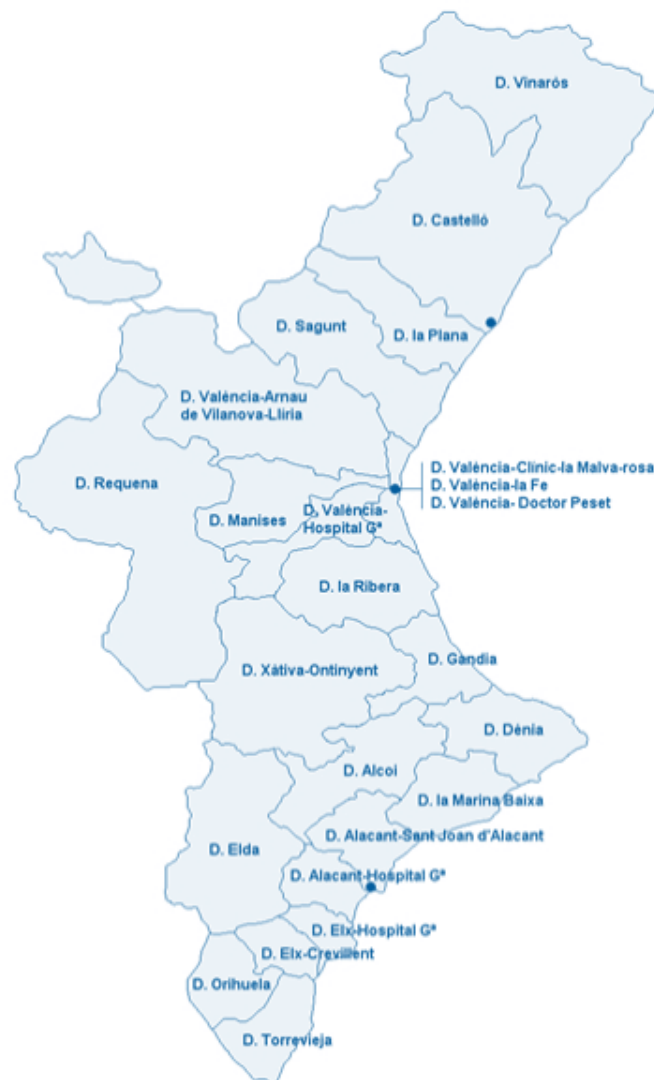 D. Vinarós
D. Castelló
D. Sagunt
D. la Plana
D. València-Arnau
de Vilanova-Llíria
D. València-Clínic-la Malva-rosa
D. València-la Fe
D. València- Doctor Peset
D. Requena
D. Manises
D. València-
Hospital Gª
D. la Ribera
D. Xàtiva-Ontinyent
D. Gandia
D. Dènia
D. Alcoi
D. la Marina Baixa
D. Alacant-Sant Joan d'Alacant
D. Elda
D. Alacant-Hospital Gª
D. Elx-Hospital Gª
D. Elx-Crevillent
D. Orihuela
D. Torrevieja